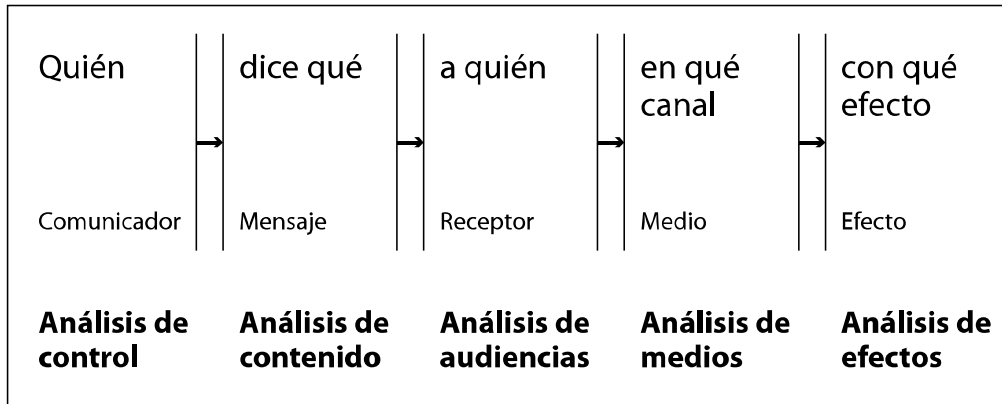 Quién
dice qué
a quién
en qué
canal
con qué
efecto
Comunicador
Mensaje
Receptor
Medio
Efecto
Análisis de
control
Análisis de
contenido
Análisis de
audiencias
Análisis de
medios
Análisis de
efectos